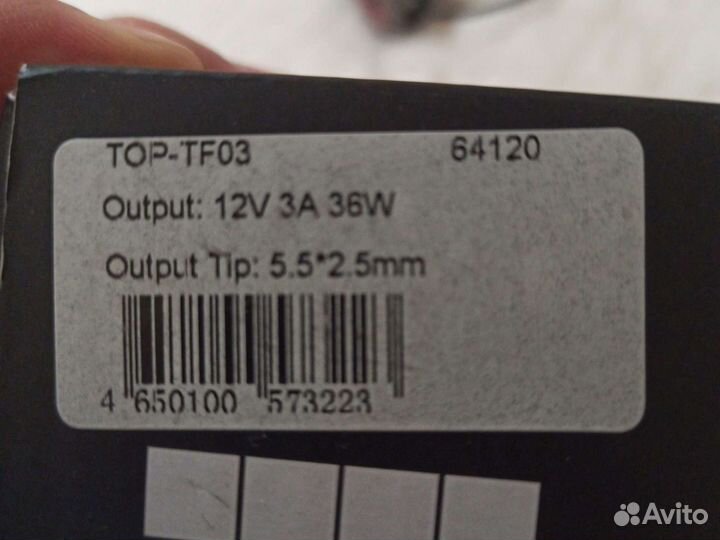 TOP-TF03 64120
Output: 12V 3A 36W
Output Tip: 5.5*2.5mm
4 650100 573223
Avito